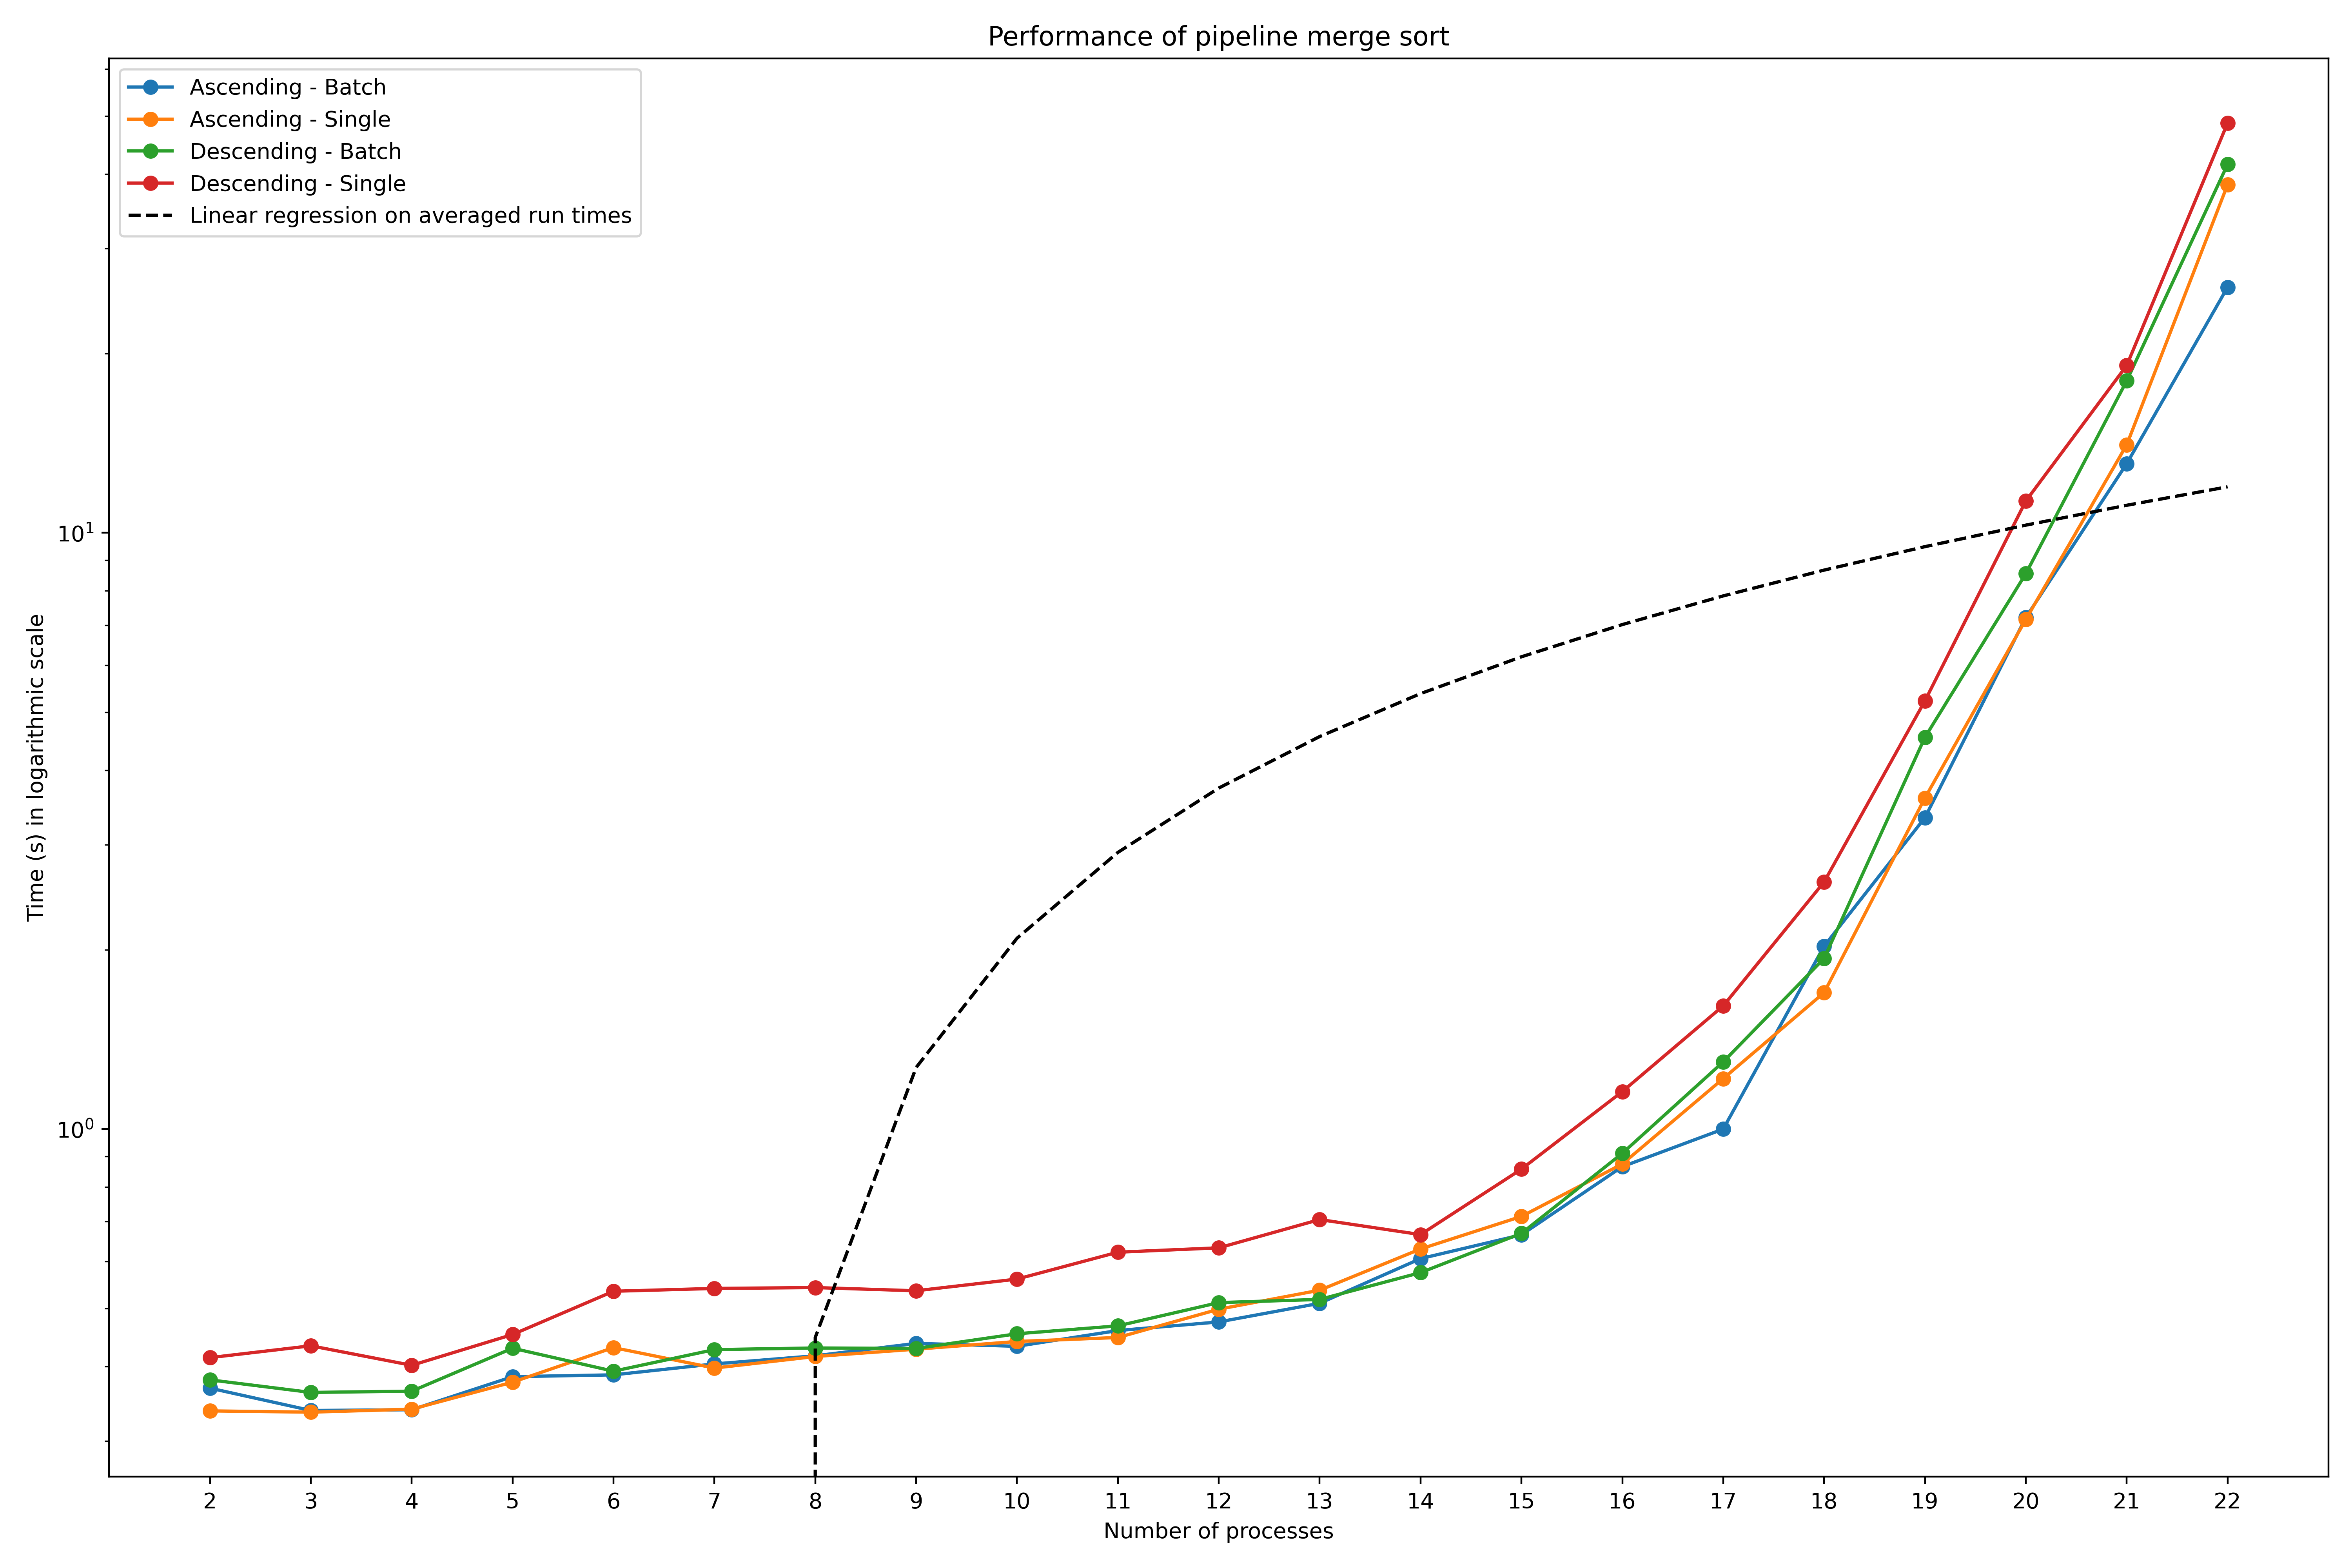 Performance of pipeline merge sort
Ascending - Batch
Ascending - Single
Descending - Batch
Descending - Single
Linear regression on averaged run times
Time (s) in logarithmic scale
10¹
10⁰
2 3 4 5 6 7 8 9 10 11 12 13 14 15 16 17 18 19 20 21 22
Number of processes